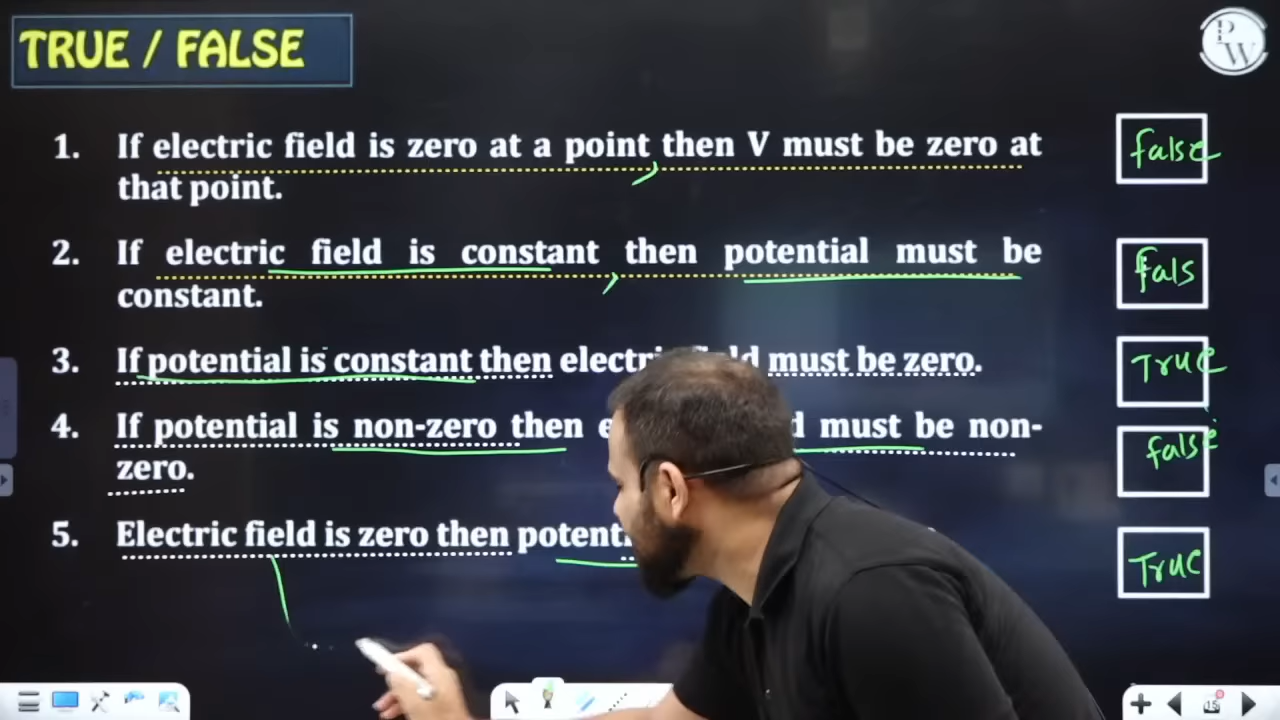 TRUE / FALSE
PW
1. If electric field is zero at a point then V must be zero at
that point.
false
2. If electric field is constant then potential must be
constant.
fals
3. If potential is constant then must be zero.
True
4. If potential is non-zero then must be non-
zero.
false
5. Electric field is zero then
True